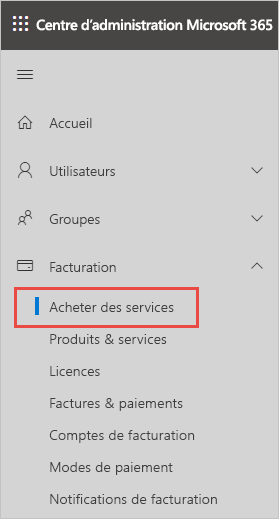 Centre d'administration Microsoft 365
Accueil
Utilisateurs
Groupes
Facturation
Acheter des services
Produits & services
Licences
Factures & paiements
Comptes de facturation
Modes de paiement
Notifications de facturation